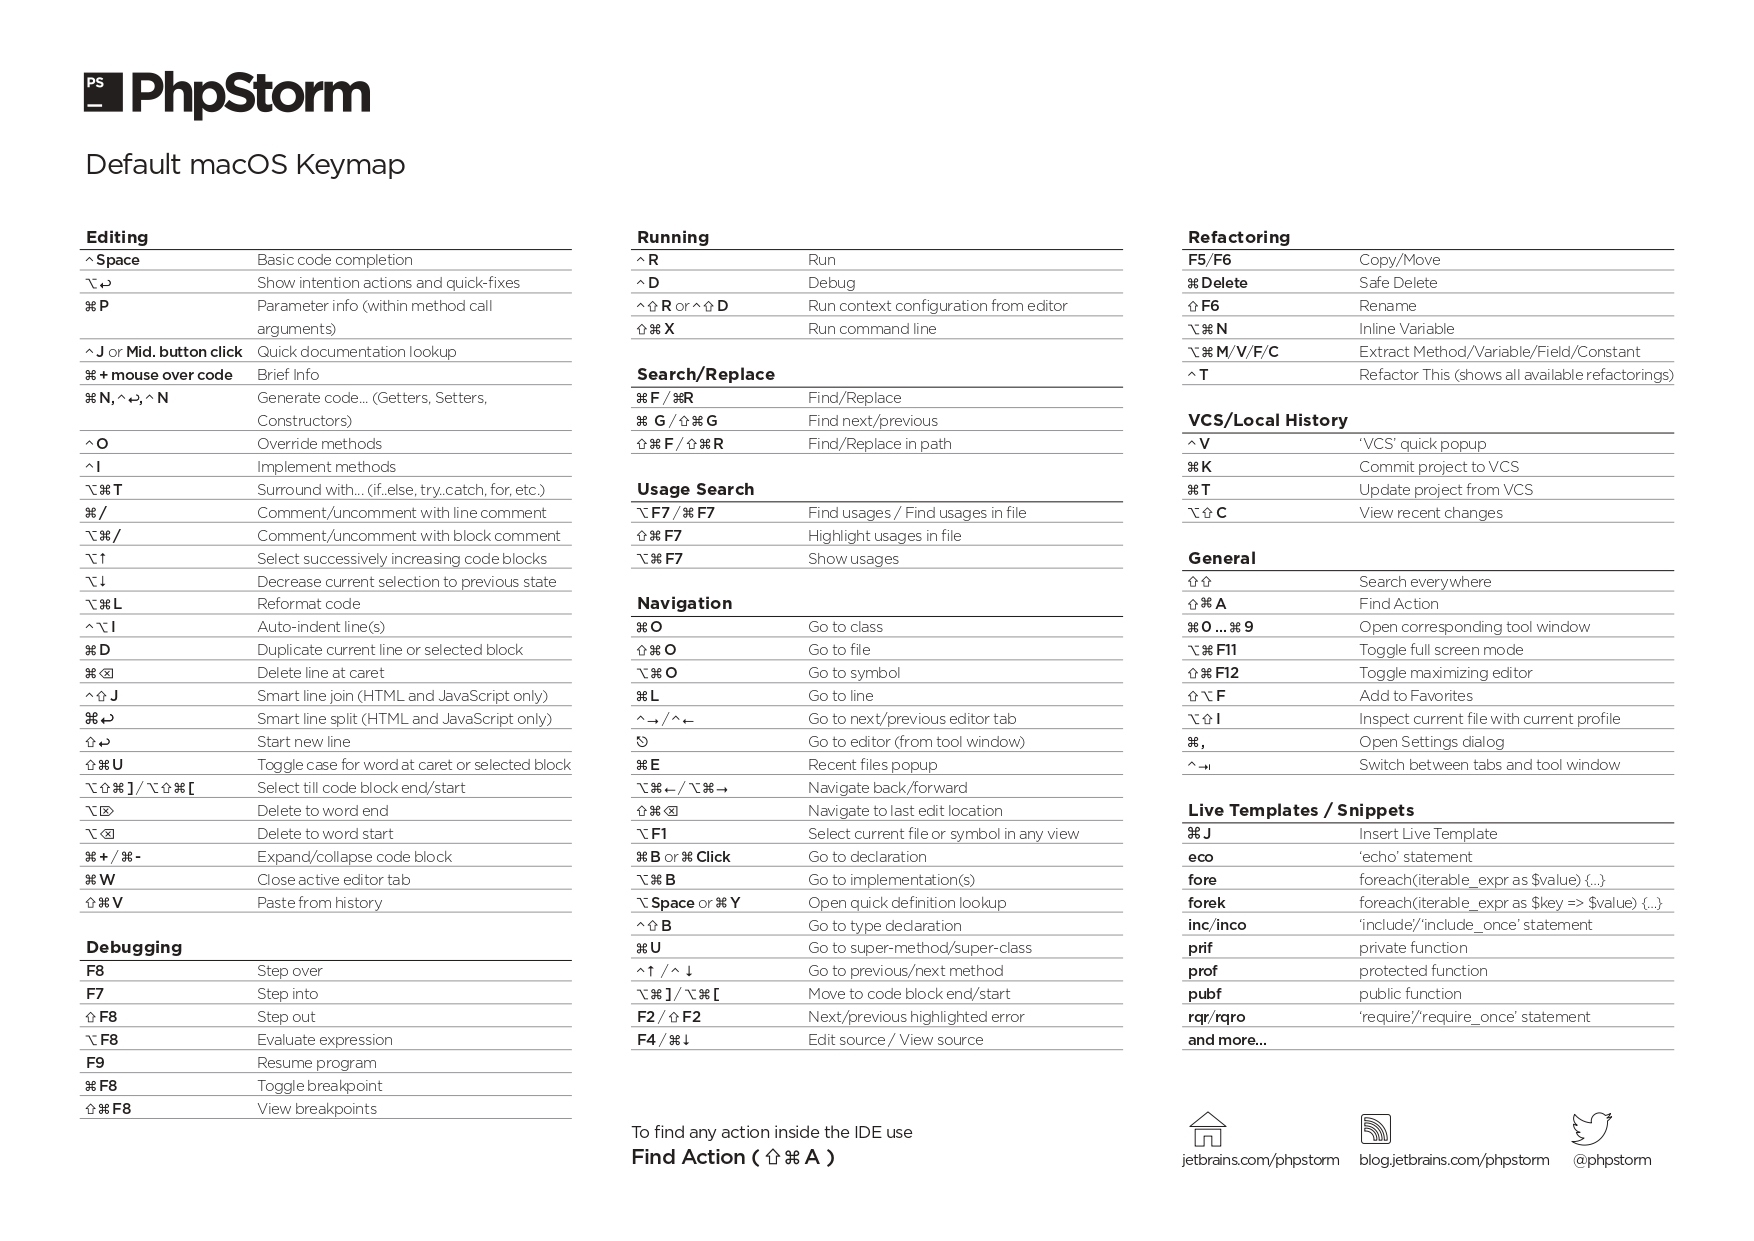 PS PhpStorm
Default macOS Keymap
Editing
^ Space Basic code completion
⌥ ↩ Show intention actions and quick-fixes
⌘ P Parameter info (within method call
arguments)
^ J or Mid. button click Quick documentation lookup
⌘ + mouse over code Brief Info
⌘ N, ^ ↩, ^ N Generate code... (Getters, Setters,
Constructors)
^ O Override methods
^ I Implement methods
⌥ ⌘ T Surround with... (if..else, try..catch, for, etc.)
⌘ / Comment/uncomment with line comment
⌥ ⌘ / Comment/uncomment with block comment
⌥ ↑ Select successively increasing code blocks
⌥ ↓ Decrease current selection to previous state
⌥ ⌘ L Reformat code
^ ⌥ I Auto-indent line(s)
⌘ D Duplicate current line or selected block
⌘ ⌫ Delete line at caret
^ ⇧ J Smart line join (HTML and JavaScript only)
⌘ ↩ Smart line split (HTML and JavaScript only)
⇧ ↩ Start new line
⇧ ⌘ U Toggle case for word at caret or selected block
⌥ ⇧ ⌘ ] / ⌥ ⇧ ⌘ [ Select till code block end/start
⌥ ⌦ Delete to word end
⌥ ⌫ Delete to word start
⌘ + / ⌘ - Expand/collapse code block
⌘ W Close active editor tab
⇧ ⌘ V Paste from history
Debugging
F8 Step over
F7 Step into
⇧ F8 Step out
⌥ F8 Evaluate expression
F9 Resume program
⌘ F8 Toggle breakpoint
⇧ ⌘ F8 View breakpoints
Running
^ R Run
^ D Debug
^ ⇧ R or ^ ⇧ D Run context configuration from editor
⇧ ⌘ X Run command line
Search/Replace
⌘ F / ⌘R Find/Replace
⌘ G / ⇧ ⌘ G Find next/previous
⇧ ⌘ F / ⇧ ⌘ R Find/Replace in path
Usage Search
⌥ F7 / ⌘ F7 Find usages / Find usages in file
⇧ ⌘ F7 Highlight usages in file
⌥ ⌘ F7 Show usages
Navigation
⌘ O Go to class
⇧ ⌘ O Go to file
⌥ ⌘ O Go to symbol
⌘ L Go to line
^ → / ^ ← Go to next/previous editor tab
⎋ Go to editor (from tool window)
⌘ E Recent files popup
⌥ ⌘ ← / ⌥ ⌘ → Navigate back/forward
⇧ ⌘ ⌫ Navigate to last edit location
⌥ F1 Select current file or symbol in any view
⌘ B or ⌘ Click Go to declaration
⌥ ⌘ B Go to implementation(s)
⌥ Space or ⌘ Y Open quick definition lookup
^ ⇧ B Go to type declaration
⌘ U Go to super-method/super-class
^ ↑ / ^ ↓ Go to previous/next method
⌥ ⌘ ] / ⌥ ⌘ [ Move to code block end/start
F2 / ⇧ F2 Next/previous highlighted error
F4 / ⌘ ↓ Edit source / View source
To find any action inside the IDE use
Find Action ( ⇧ ⌘ A )
Refactoring
F5/F6 Copy/Move
⌘ Delete Safe Delete
⇧ F6 Rename
⌥ ⌘ N Inline Variable
⌥ ⌘ M/V/F/C Extract Method/Variable/Field/Constant
^ T Refactor This (shows all available refactorings)
VCS/Local History
^ V ‘VCS’ quick popup
⌘ K Commit project to VCS
⌘ T Update project from VCS
⌥ ⇧ C View recent changes
General
⇧ ⇧ Search everywhere
⇧ ⌘ A Find Action
⌘ 0 ... ⌘ 9 Open corresponding tool window
⌥ ⌘ F11 Toggle full screen mode
⇧ ⌘ F12 Toggle maximizing editor
⇧ ⌥ F Add to Favorites
⌥ ⇧ I Inspect current file with current profile
⌘ , Open Settings dialog
^ ⇥ Switch between tabs and tool window
Live Templates / Snippets
⌘ J Insert Live Template
eco ‘echo’ statement
fore foreach(iterable_expr as $value) {...}
forek foreach(iterable_expr as $key => $value) {...}
inc/inco ‘include’/‘include_once’ statement
prif private function
prof protected function
pubf public function
rqr/rqro ‘require’/‘require_once’ statement
and more...
jetbrains.com/phpstorm blog.jetbrains.com/phpstorm @phpstorm